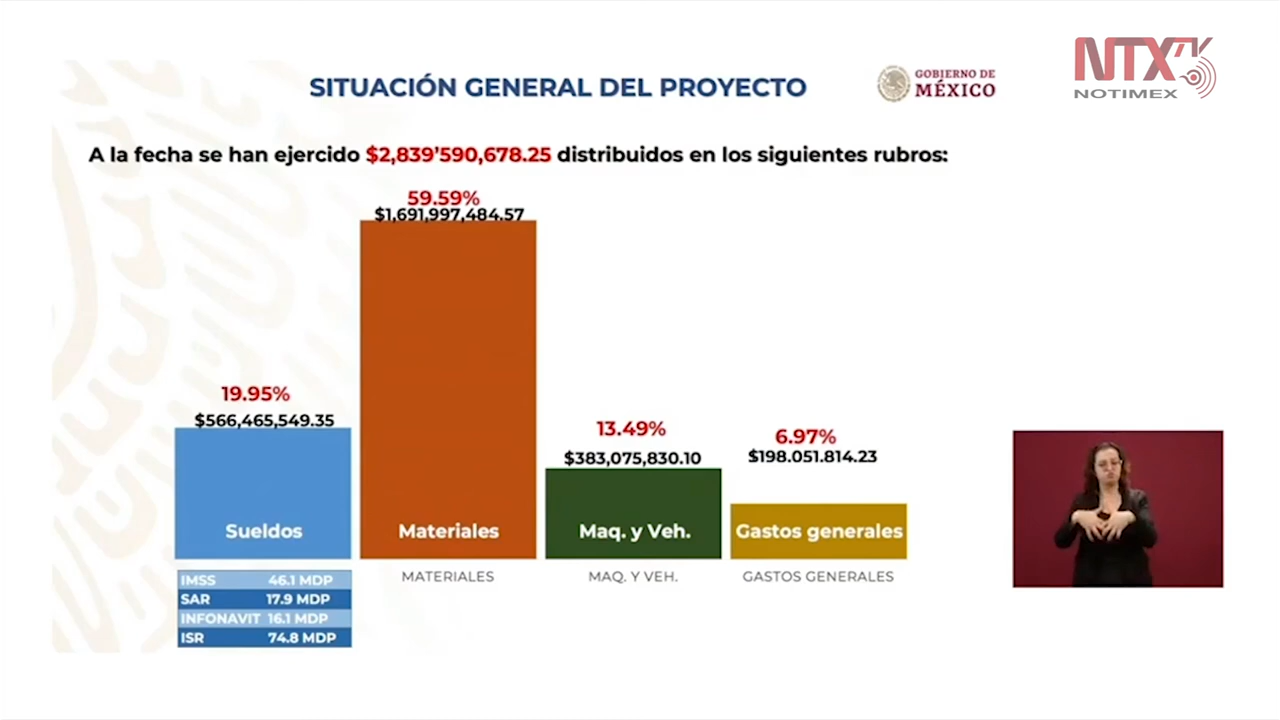 SITUACIÓN GENERAL DEL PROYECTO
GOBIERNO DE
MÉXICO
NTX TV
NOTIMEX
A la fecha se han ejercido $2,839'590,678.25 distribuidos en los siguientes rubros:
59.59%
$1,691,997,484.57
19.95%
$566,465,549.35
13.49%
$383,075,830.10
6.97%
$198.051.814.23
Sueldos
Materiales
Maq. y Veh.
Gastos generales
MATERIALES
MAQ. Y VEH.
GASTOS GENERALES
IMSS 46.1 MDP
SAR 17.9 MDP
INFONAVIT 16.1 MDP
ISR 74.8 MDP